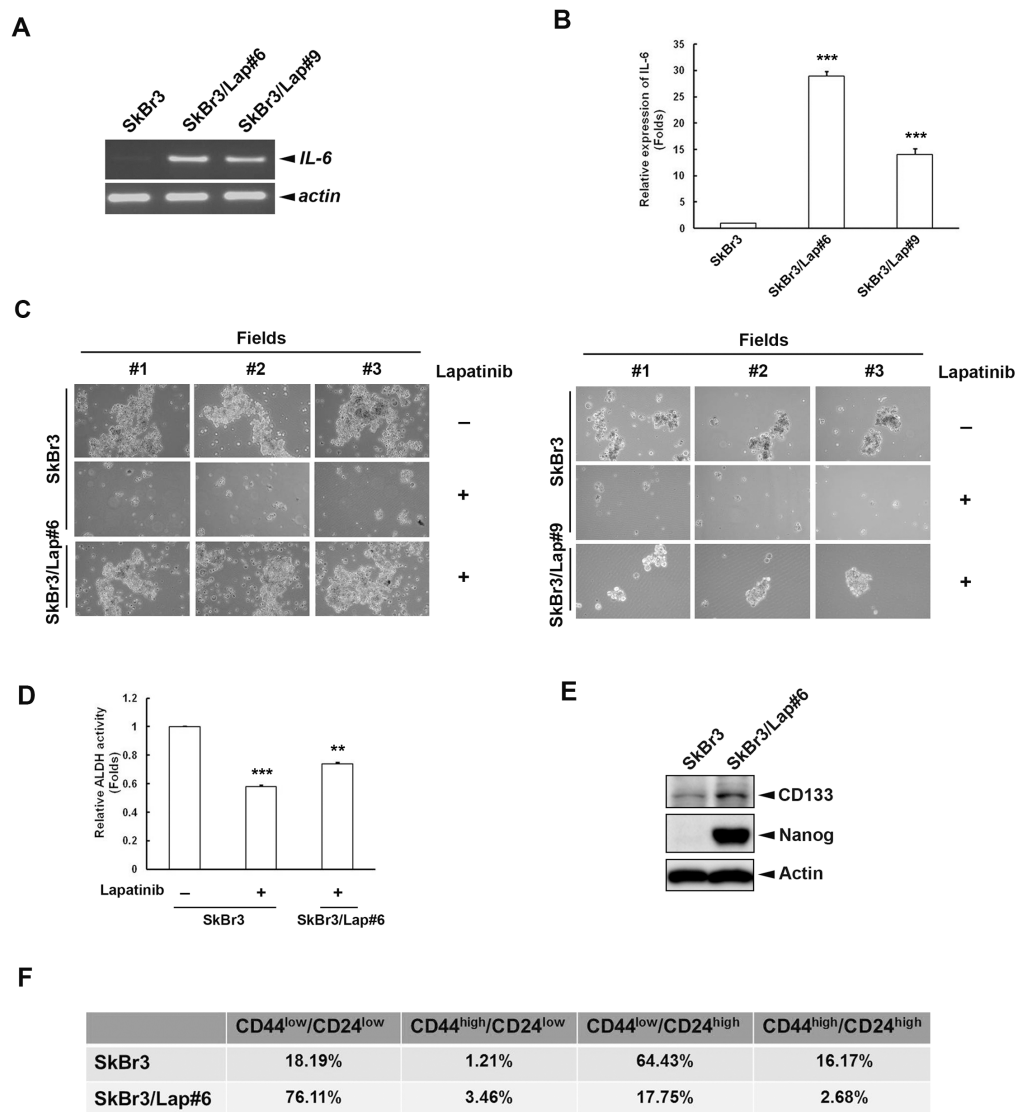 A
SkBr3
SkBr3/Lap#6
SkBr3/Lap#9
IL-6
actin
B
Relative expression of IL-6
(Folds)
35
30
25
20
15
10
5
0
***
***
SkBr3
SkBr3/Lap#6
SkBr3/Lap#9
C
Fields
#1 #2 #3 Lapatinib
SkBr3
–
+
SkBr3/Lap#6
+
Fields
#1 #2 #3 Lapatinib
SkBr3
–
+
SkBr3/Lap#9
+
D
Relative ALDH activity
(Folds)
1.2
1
0.8
0.6
0.4
0.2
0
***
**
Lapatinib – + +
SkBr3 SkBr3/Lap#6
E
SkBr3
SkBr3/Lap#6
CD133
Nanog
Actin
F
CD44low/CD24low CD44high/CD24low CD44low/CD24high CD44high/CD24high
SkBr3 18.19% 1.21% 64.43% 16.17%
SkBr3/Lap#6 76.11% 3.46% 17.75% 2.68%